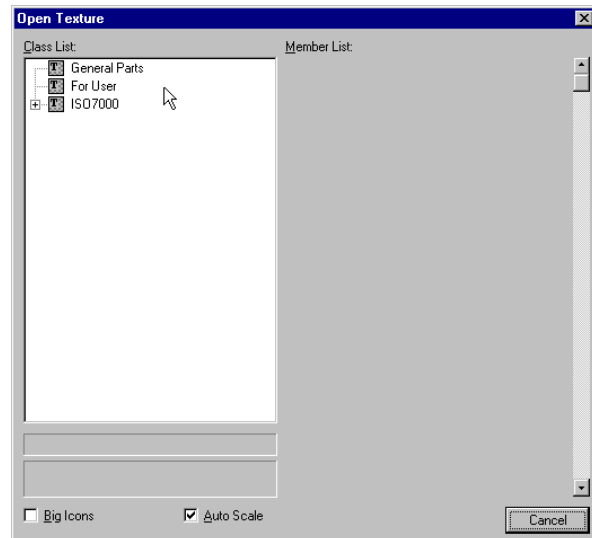 Open Texture
Class List:
Member List:
General Parts
For User
ISO7000
Big Icons
Auto Scale
Cancel